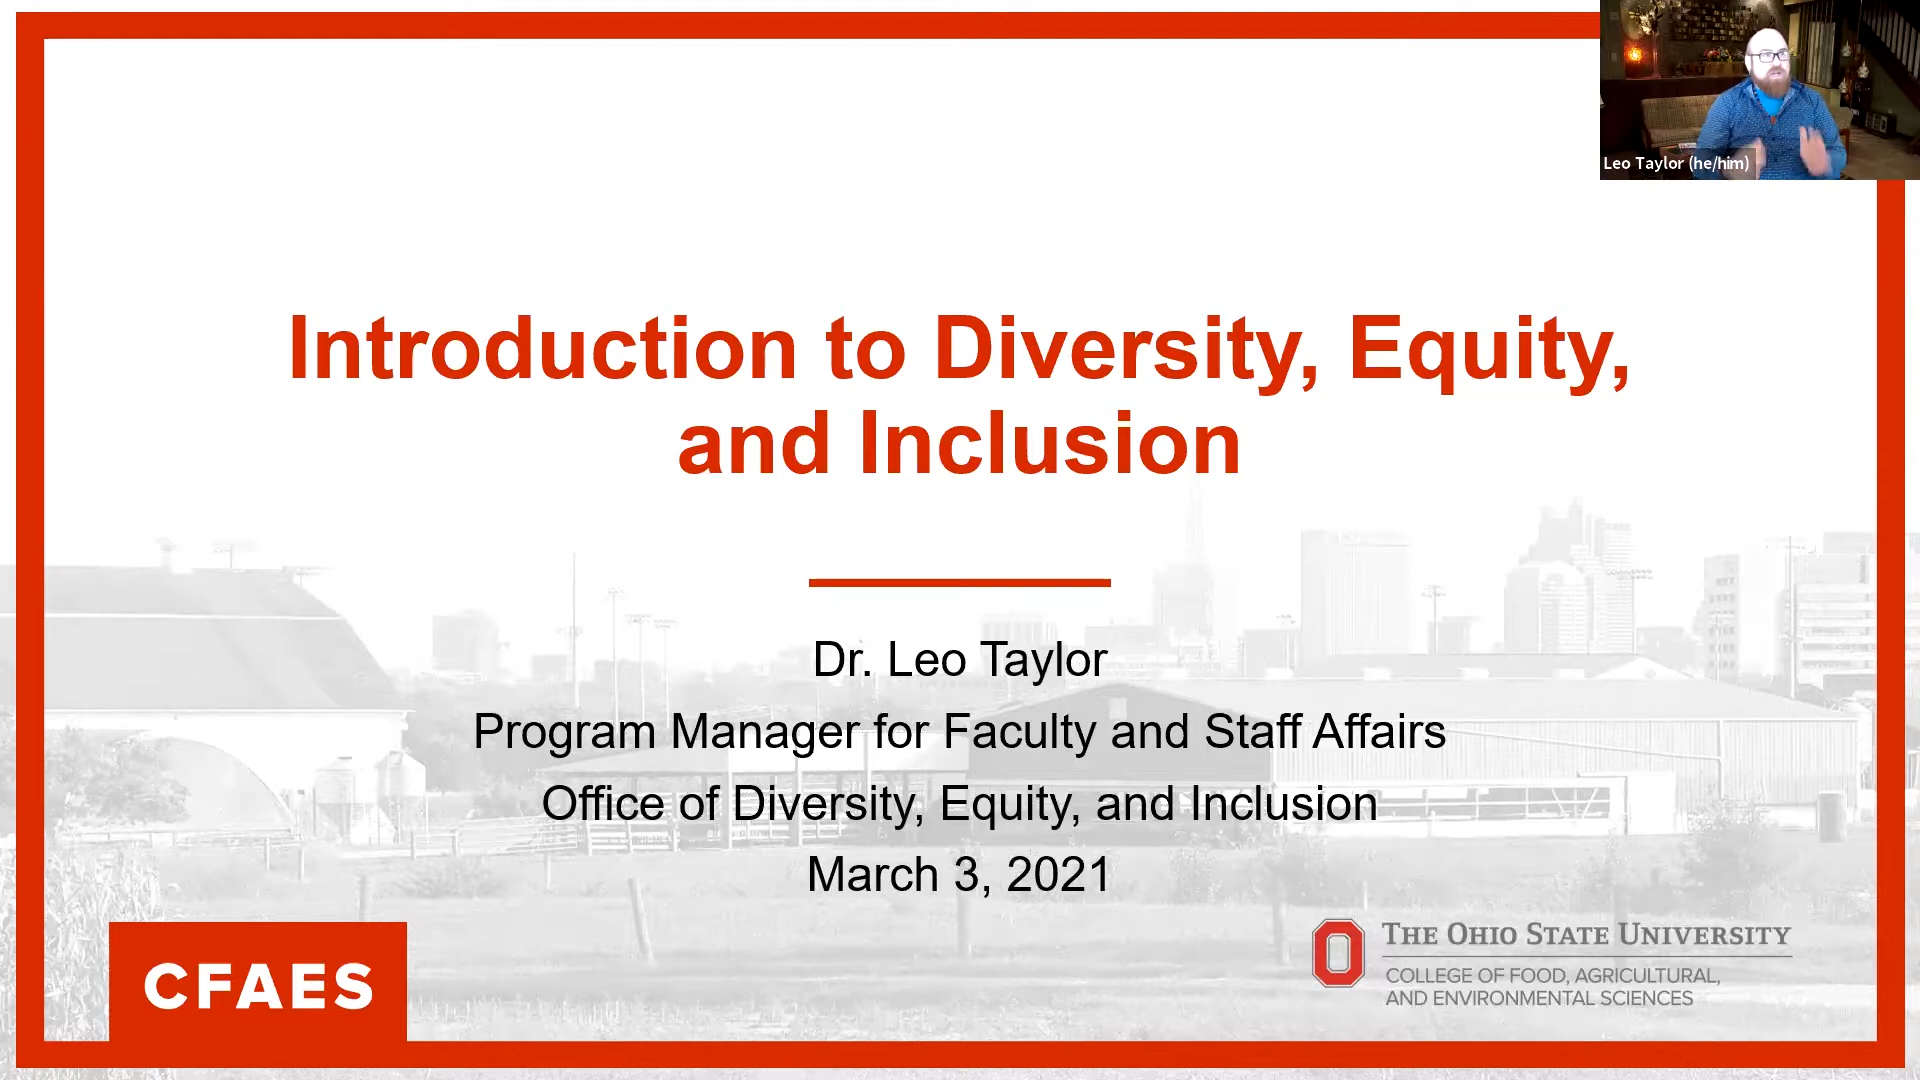 Leo Taylor (he/him)
Introduction to Diversity, Equity,
and Inclusion
Dr. Leo Taylor
Program Manager for Faculty and Staff Affairs
Office of Diversity, Equity, and Inclusion
March 3, 2021
CFAES
THE OHIO STATE UNIVERSITY
COLLEGE OF FOOD, AGRICULTURAL,
AND ENVIRONMENTAL SCIENCES